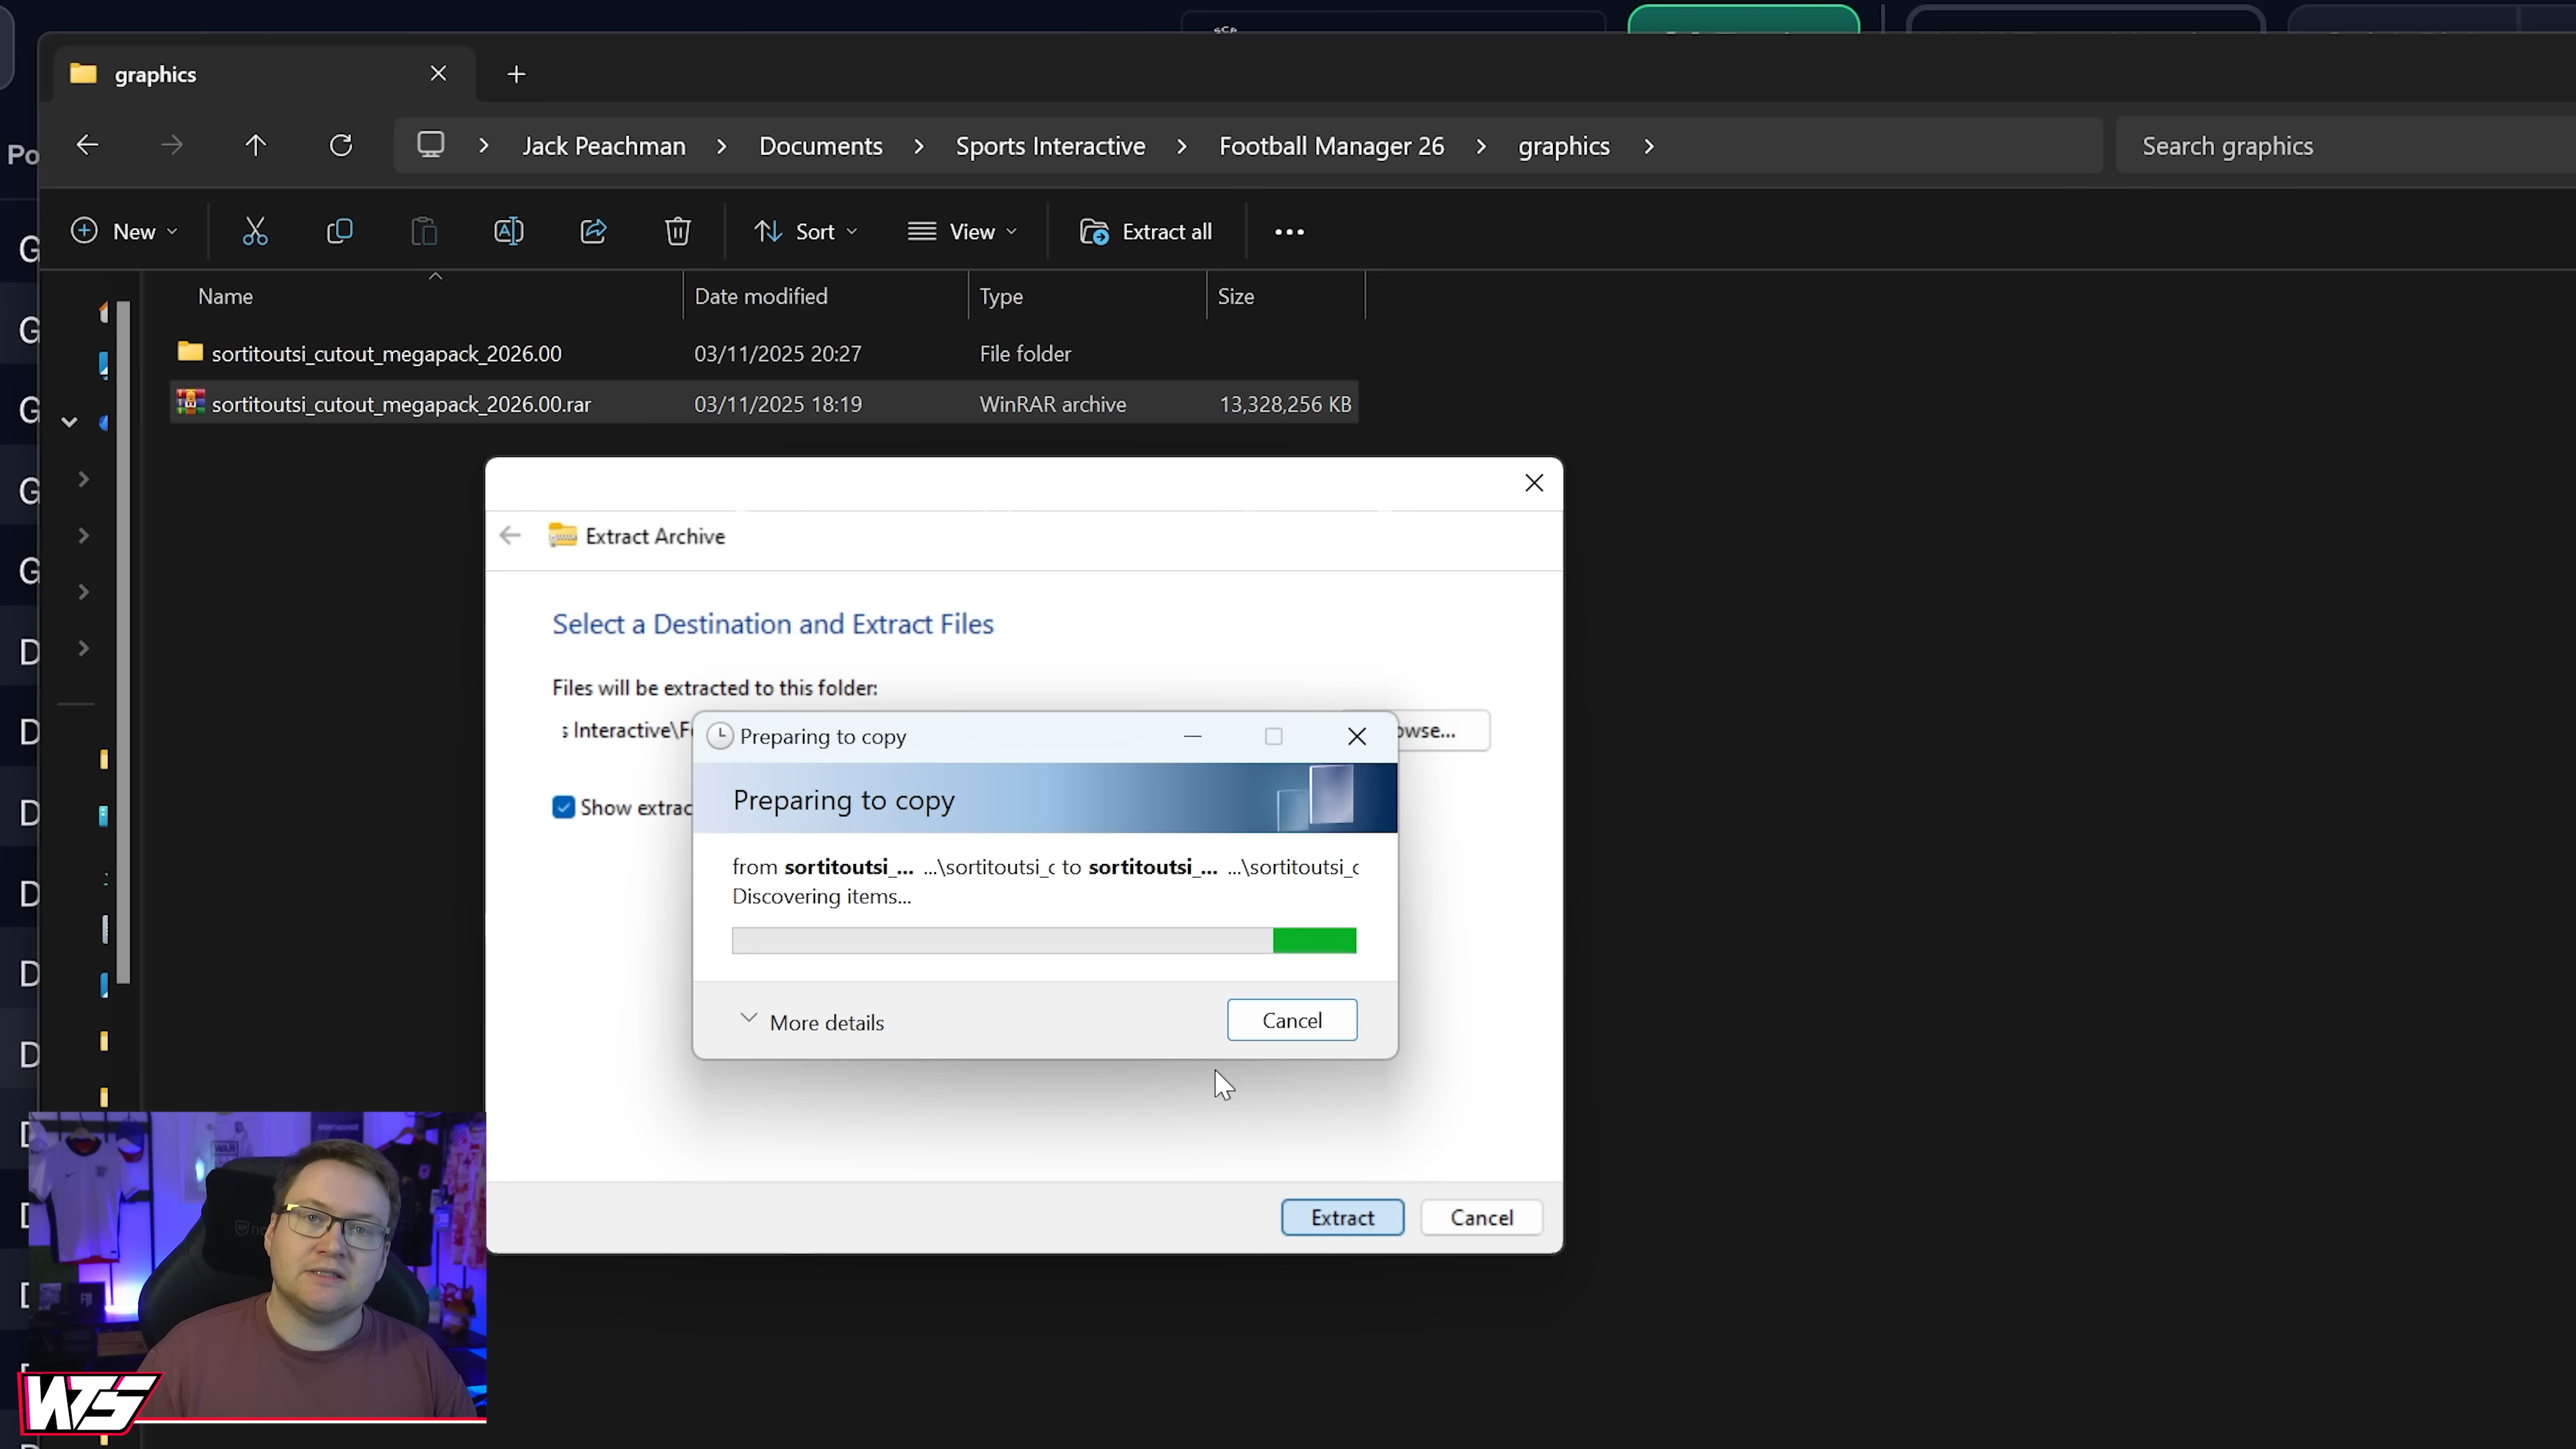 graphics
Po
Jack Peachman > Documents > Sports Interactive > Football Manager 26 > graphics >
Search graphics
New
Sort
View
Extract all
Name
Date modified
Type
Size
sortitoutsi_cutout_megapack_2026.00
03/11/2025 20:27
File folder
sortitoutsi_cutout_megapack_2026.00.rar
03/11/2025 18:19
WinRAR archive
13,328,256 KB
G
G
G
G
G
D
D
D
D
D
D
D
D
D
Extract Archive
Select a Destination and Extract Files
Files will be extracted to this folder:
s Interactive\F
owse...
Show extrac
Preparing to copy
Preparing to copy
from sortitoutsi_... ...\sortitoutsi_c to sortitoutsi_... ...\sortitoutsi_c
Discovering items...
More details
Cancel
Extract
Cancel
WAR
WTS